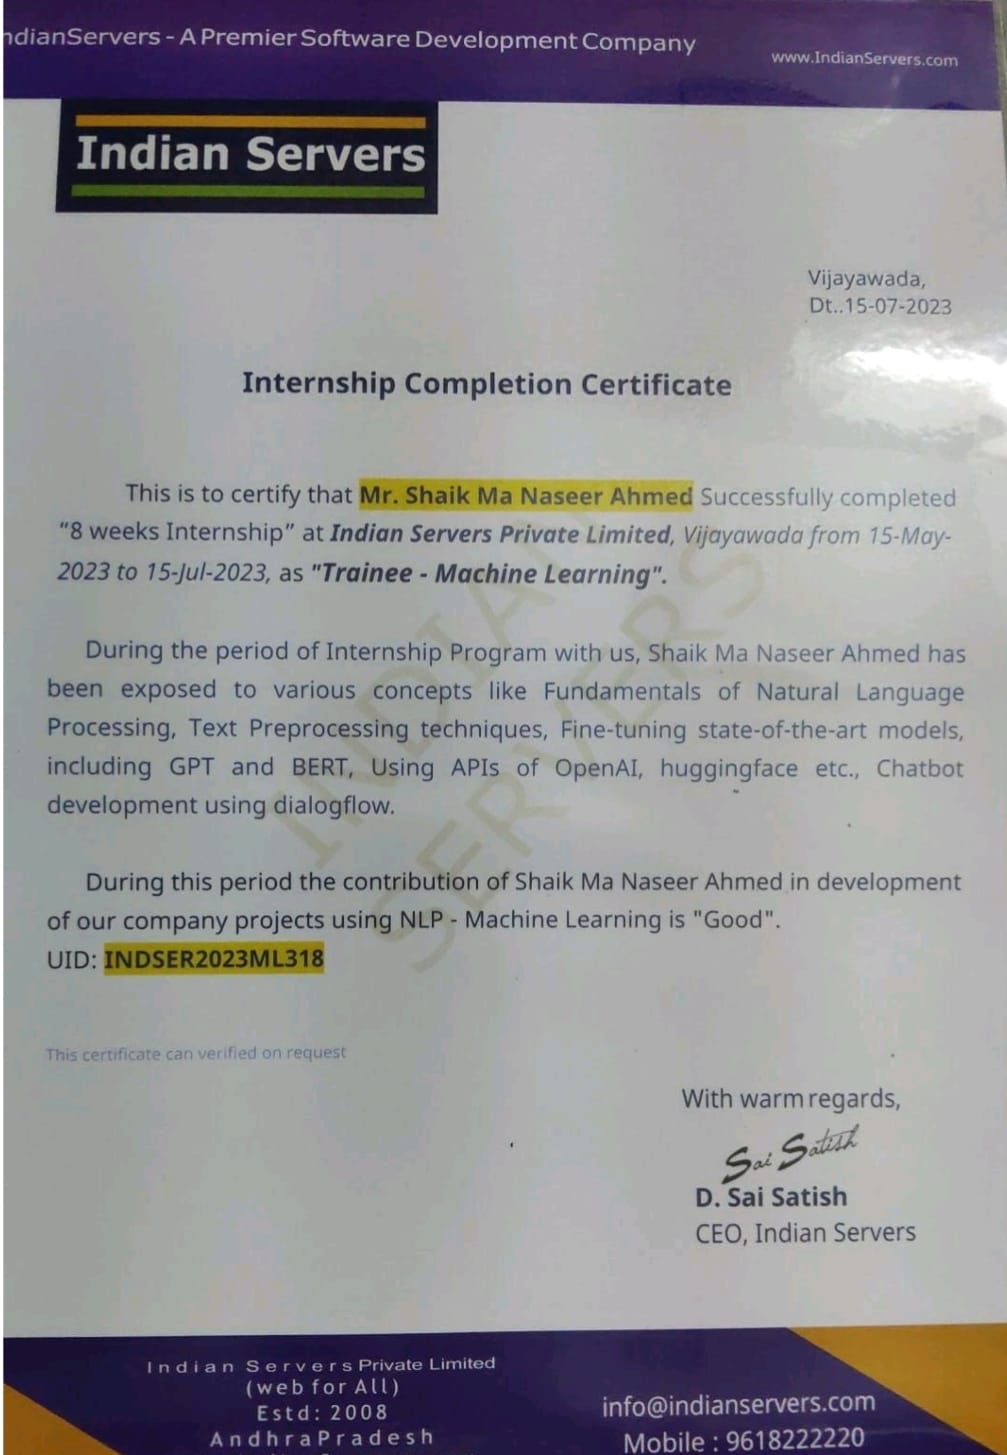 ndianServers - A Premier Software Development Company
www.IndianServers.com
Indian Servers
Vijayawada,
Dt..15-07-2023
Internship Completion Certificate
This is to certify that Mr. Shaik Ma Naseer Ahmed Successfully completed
“8 weeks Internship” at Indian Servers Private Limited, Vijayawada from 15-May-
2023 to 15-Jul-2023, as "Trainee - Machine Learning".
During the period of Internship Program with us, Shaik Ma Naseer Ahmed has
been exposed to various concepts like Fundamentals of Natural Language
Processing, Text Preprocessing techniques, Fine-tuning state-of-the-art models,
including GPT and BERT, Using APIs of OpenAI, huggingface etc., Chatbot
development using dialogflow.
INDIAN
SERVERS
During this period the contribution of Shaik Ma Naseer Ahmed in development
of our company projects using NLP - Machine Learning is "Good".
UID: INDSER2023ML318
This certificate can verified on request
With warm regards,
Sai Satish
D. Sai Satish
CEO, Indian Servers
Indian Servers Private Limited
(web for All)
Estd: 2008
AndhraPradesh
info@indianservers.com
Mobile : 9618222220